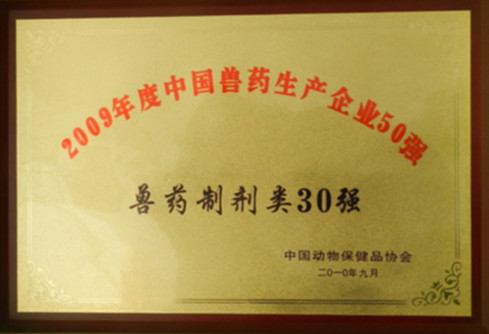 2009年度中国兽药生产企业50强
兽药制剂类30强
中国动物保健品协会
二〇一〇年九月